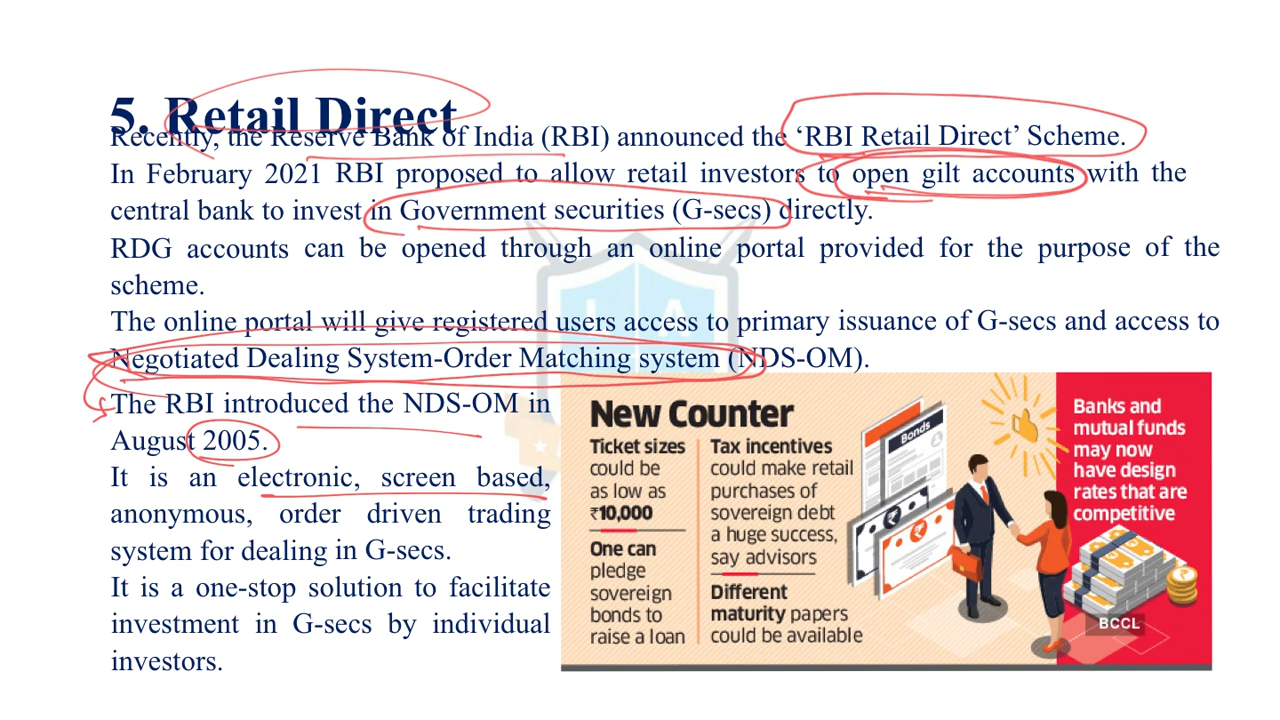 5. Retail Direct
Recently, the Reserve Bank of India (RBI) announced the ‘RBI Retail Direct’ Scheme.
In February 2021 RBI proposed to allow retail investors to open gilt accounts with the
central bank to invest in Government securities (G-secs) directly.
RDG accounts can be opened through an online portal provided for the purpose of the
scheme.
The online portal will give registered users access to primary issuance of G-secs and access to
Negotiated Dealing System-Order Matching system (NDS-OM).
The RBI introduced the NDS-OM in
August 2005.
It is an electronic, screen based,
anonymous, order driven trading
system for dealing in G-secs.
It is a one-stop solution to facilitate
investment in G-secs by individual
investors.
New Counter
Ticket sizes
could be
as low as
₹10,000
One can
pledge
sovereign
bonds to
raise a loan
Tax incentives
could make retail
purchases of
sovereign debt
a huge success,
say advisors
Different
maturity papers
could be available
Bonds
Banks and
mutual funds
may now
have design
rates that are
competitive
BCCL